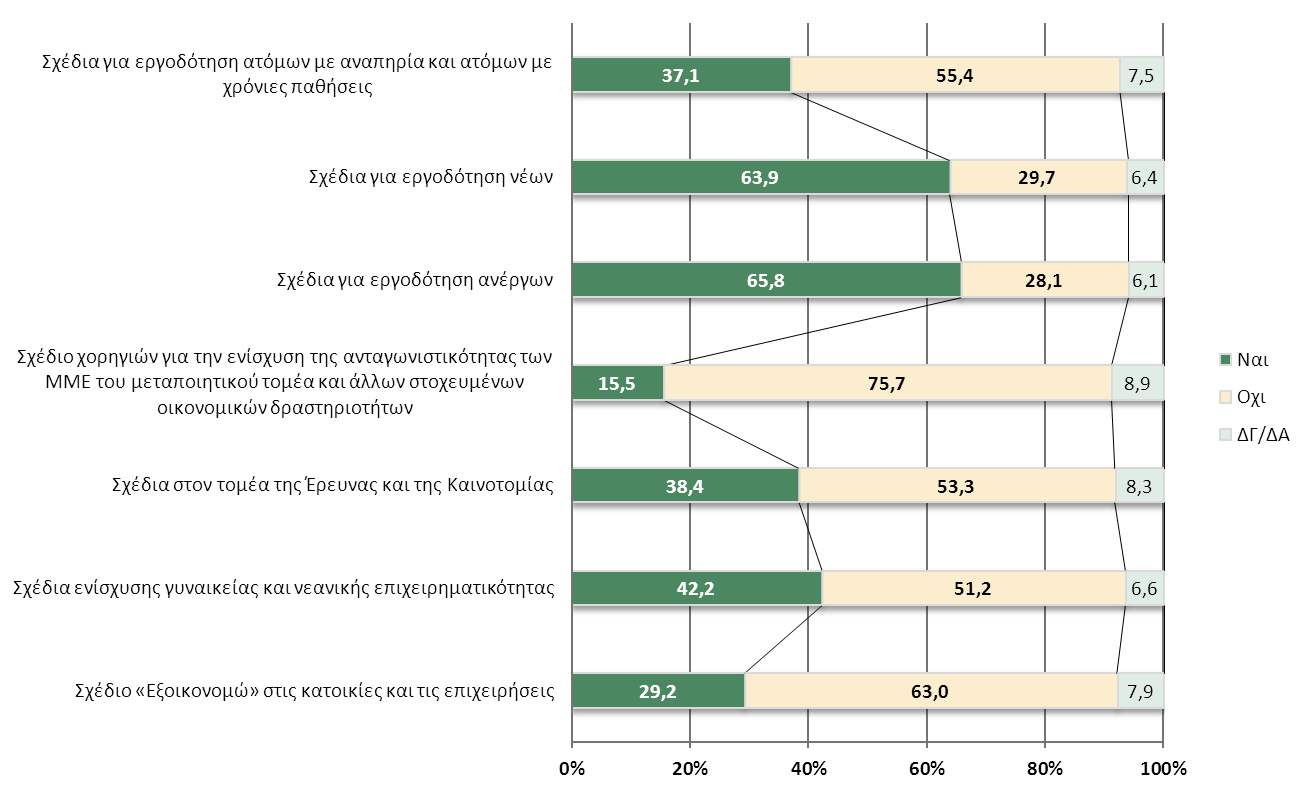 Σχέδια για εργοδότηση ατόμων με αναπηρία και ατόμων με
χρόνιες παθήσεις
37,1
55,4
7,5
Σχέδια για εργοδότηση νέων
63,9
29,7
6,4
Σχέδια για εργοδότηση ανέργων
65,8
28,1
6,1
Σχέδιο χορηγιών για την ενίσχυση της ανταγωνιστικότητας των
ΜΜΕ του μεταποιητικού τομέα και άλλων στοχευμένων
οικονομικών δραστηριοτήτων
15,5
75,7
8,9
Σχέδια στον τομέα της Έρευνας και της Καινοτομίας
38,4
53,3
8,3
Σχέδια ενίσχυσης γυναικείας και νεανικής επιχειρηματικότητας
42,2
51,2
6,6
Σχέδιο «Εξοικονομώ» στις κατοικίες και τις επιχειρήσεις
29,2
63,0
7,9
0%
20%
40%
60%
80%
100%
Ναι
Οχι
ΔΓ/ΔΑ